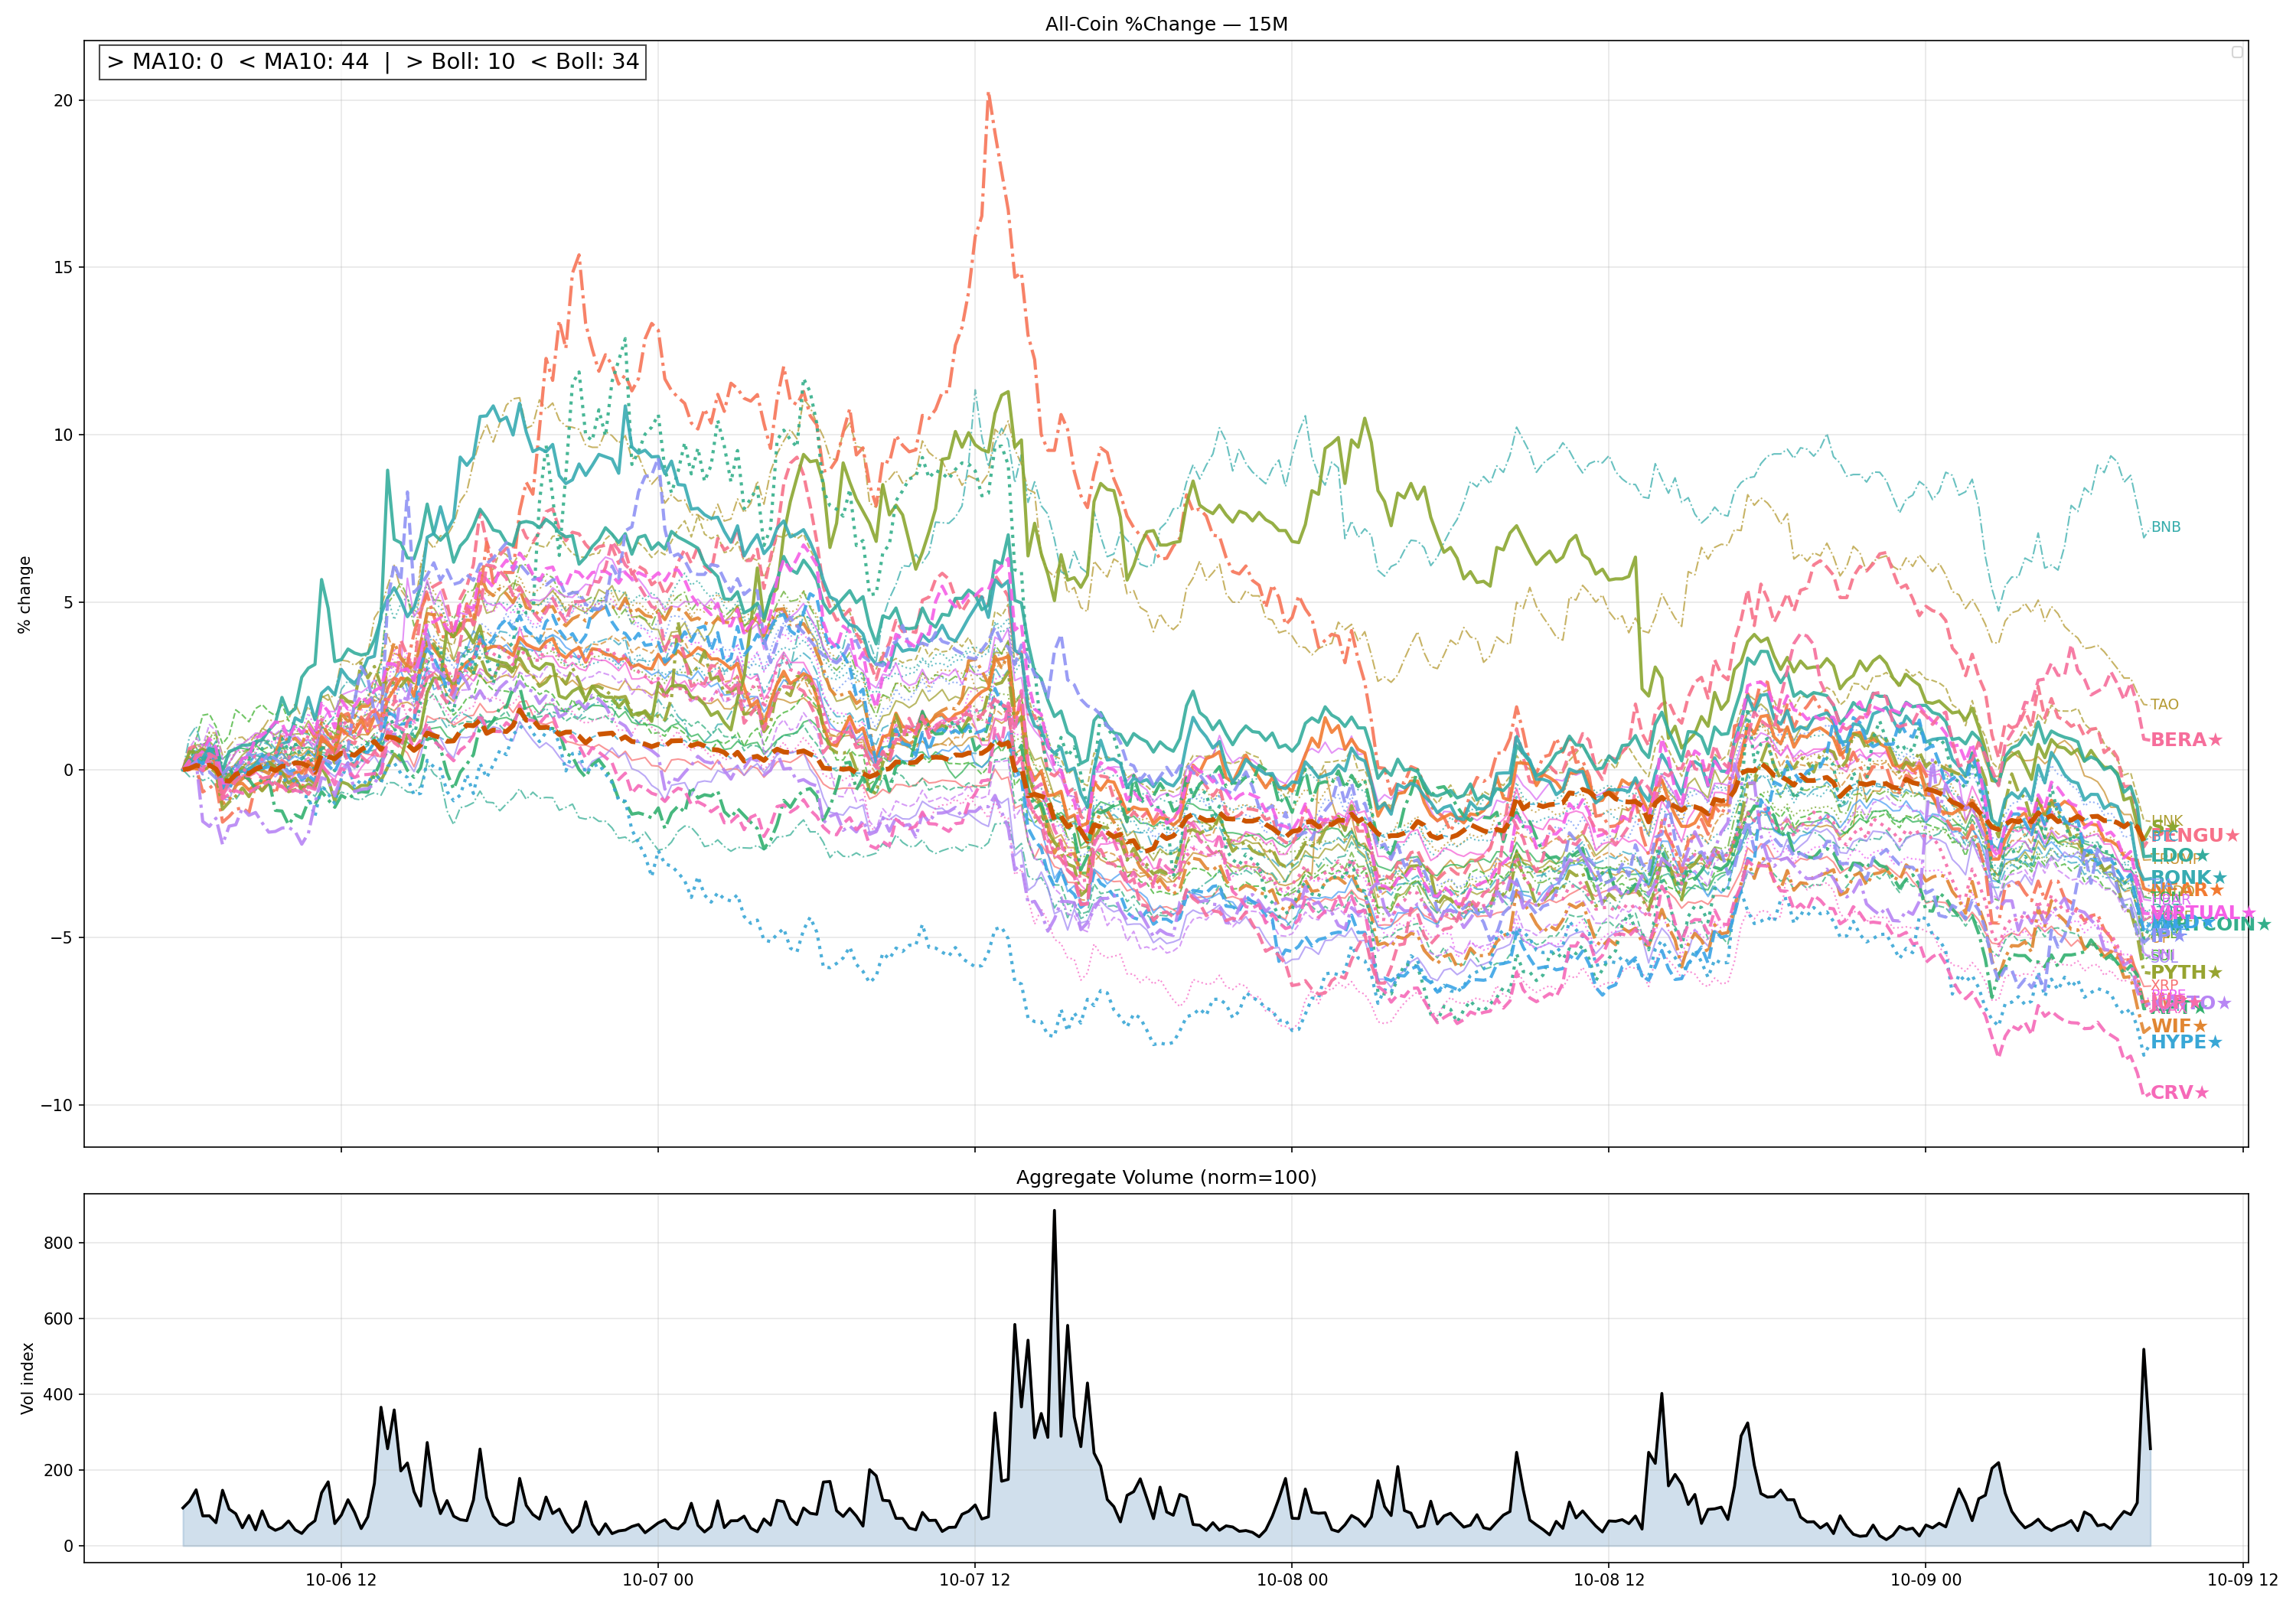 All-Coin %Change — 15M
> MA10: 0 < MA10: 44 | > Boll: 10 < Boll: 34
% change
20
15
10
5
0
−5
−10
BNB
TAO
BERA★
PENGU★
LDO★
BONK★
VIRTUAL★
PYTH★
XRP
WIF★
HYPE★
CRV★
Aggregate Volume (norm=100)
Vol index
800
600
400
200
0
10-06 12
10-07 00
10-07 12
10-08 00
10-08 12
10-09 00
10-09 12